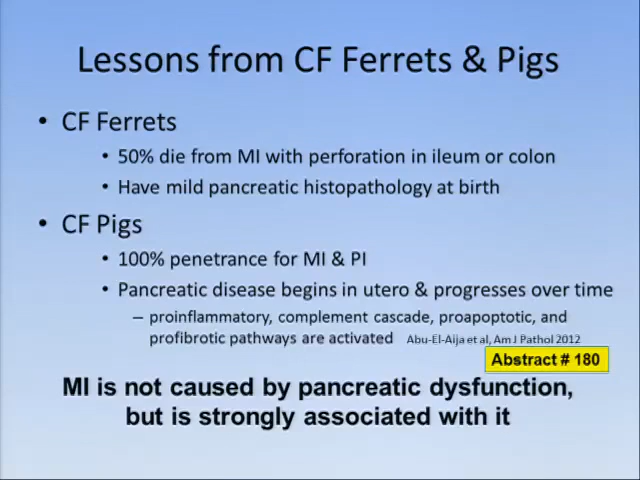 Lessons from CF Ferrets & Pigs
• CF Ferrets
• 50% die from MI with perforation in ileum or colon
• Have mild pancreatic histopathology at birth
• CF Pigs
• 100% penetrance for MI & PI
• Pancreatic disease begins in utero & progresses over time
– proinflammatory, complement cascade, proapoptotic, and
profibrotic pathways are activated Abu-El-Aija et al, Am J Pathol 2012
Abstract # 180
MI is not caused by pancreatic dysfunction,
but is strongly associated with it